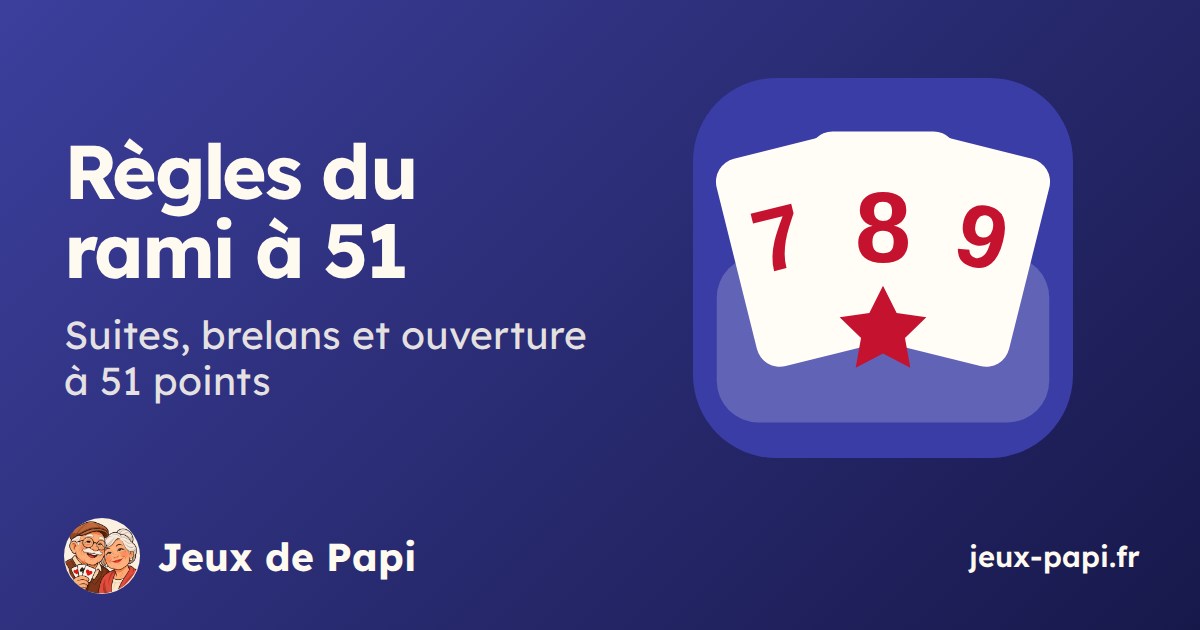 Règles du
rami à 51
Suites, brelans et ouverture
à 51 points
7 8 9
Jeux de Papi
jeux-papi.fr